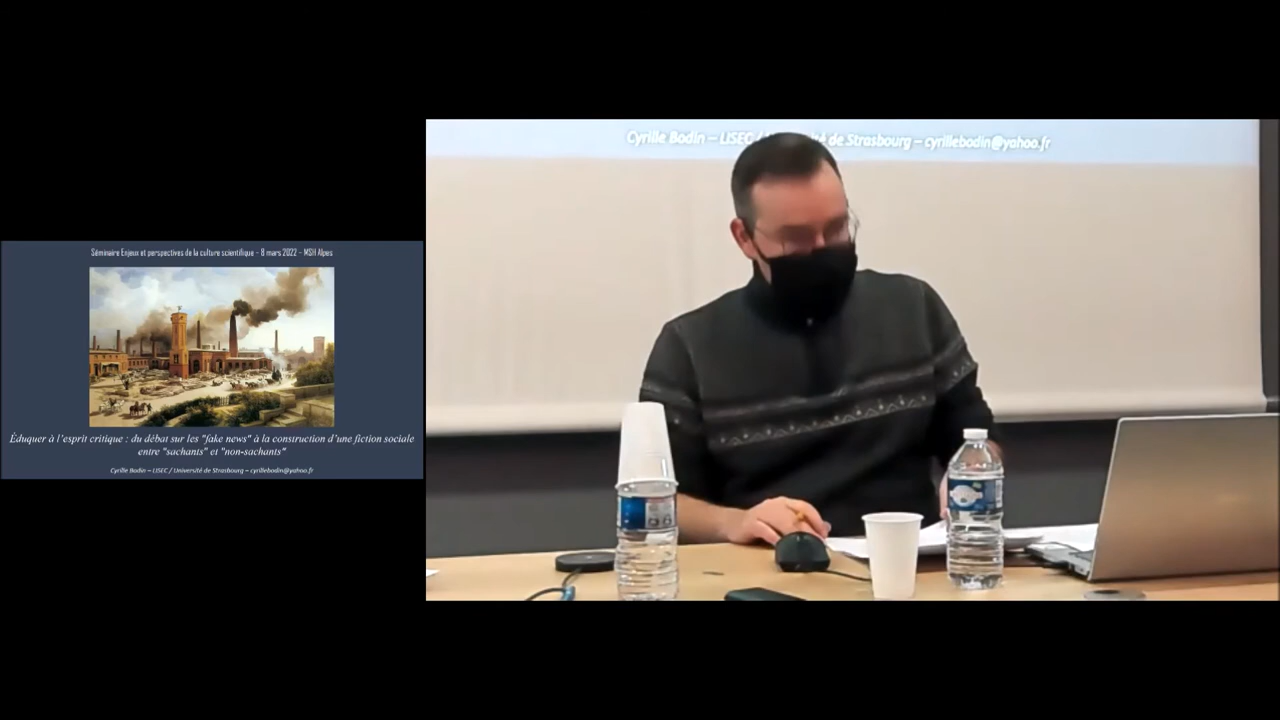 Séminaire Enjeux et perspectives de la culture scientifique – 8 mars 2022 – MSH Alpes
Éduquer à l’esprit critique : du débat sur les "fake news" à la construction d’une fiction sociale
entre "sachants" et "non-sachants"
Cyrille Bodin – LISEC / Université de Strasbourg – cyrillebodin@yahoo.fr
Cyrille Bodin – LISEC / de Strasbourg – cyrillebodin@yahoo.fr